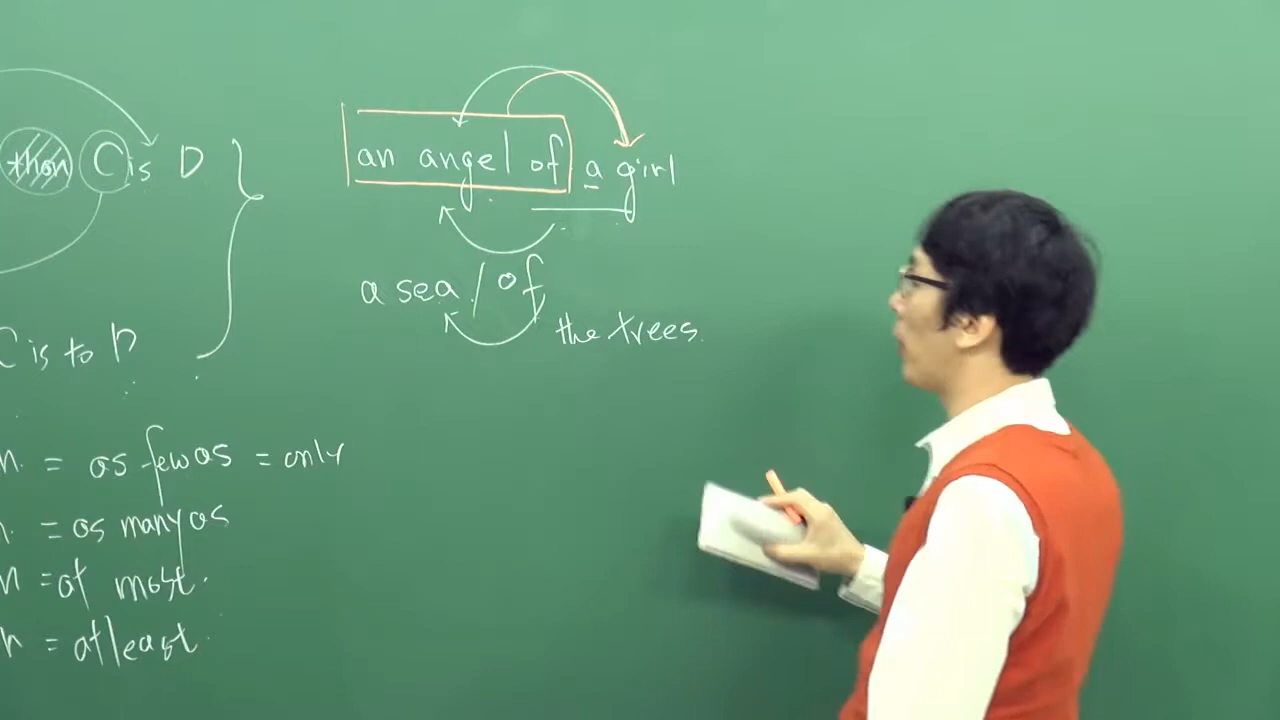 than C is D
an angel of a girl
a sea / of
the trees.
C is to D
= as few as = only
= as many as
= at most.
= at least.